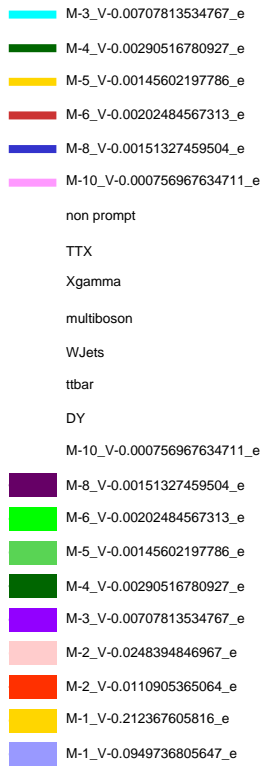 M-3_V-0.00707813534767_e
M-4_V-0.00290516780927_e
M-5_V-0.00145602197786_e
M-6_V-0.00202484567313_e
M-8_V-0.00151327459504_e
M-10_V-0.000756967634711_e
non prompt
TTX
Xgamma
multiboson
WJets
ttbar
DY
M-10_V-0.000756967634711_e
M-8_V-0.00151327459504_e
M-6_V-0.00202484567313_e
M-5_V-0.00145602197786_e
M-4_V-0.00290516780927_e
M-3_V-0.00707813534767_e
M-2_V-0.0248394846967_e
M-2_V-0.0110905365064_e
M-1_V-0.212367605816_e
M-1_V-0.0949736805647_e